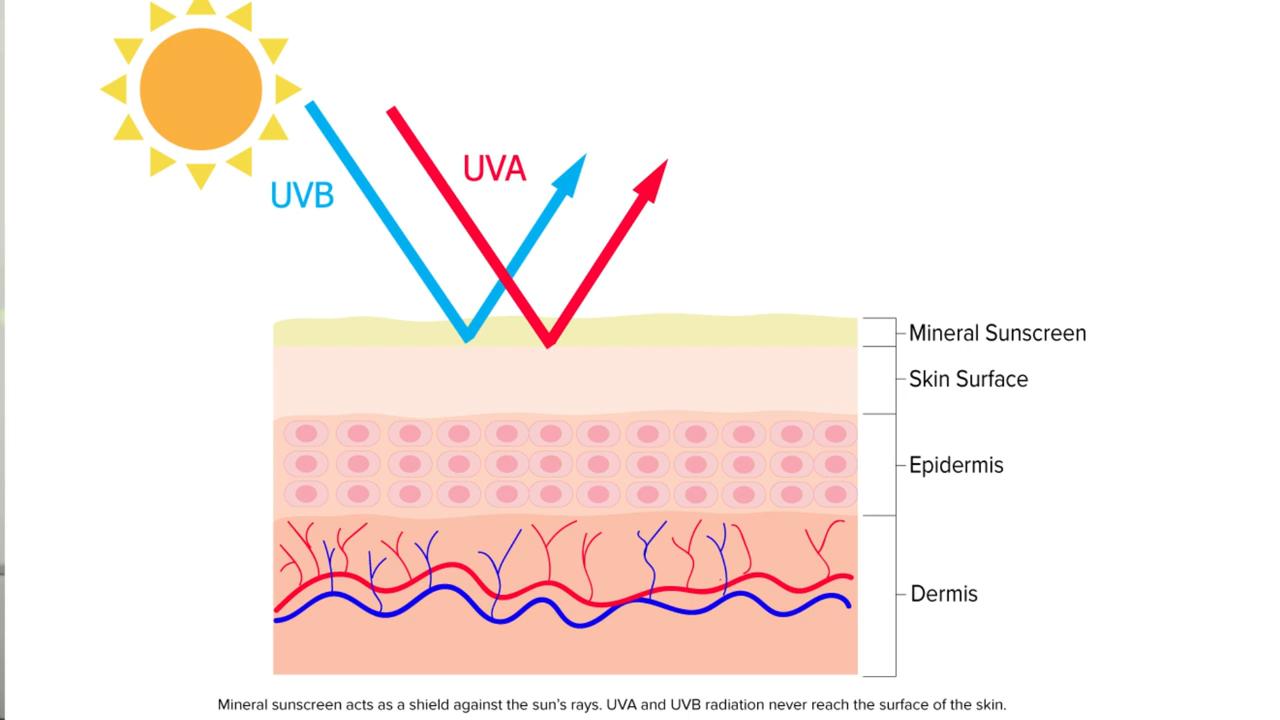 UVB
UVA
Mineral Sunscreen
Skin Surface
Epidermis
Dermis
Mineral sunscreen acts as a shield against the sun’s rays. UVA and UVB radiation never reach the surface of the skin.